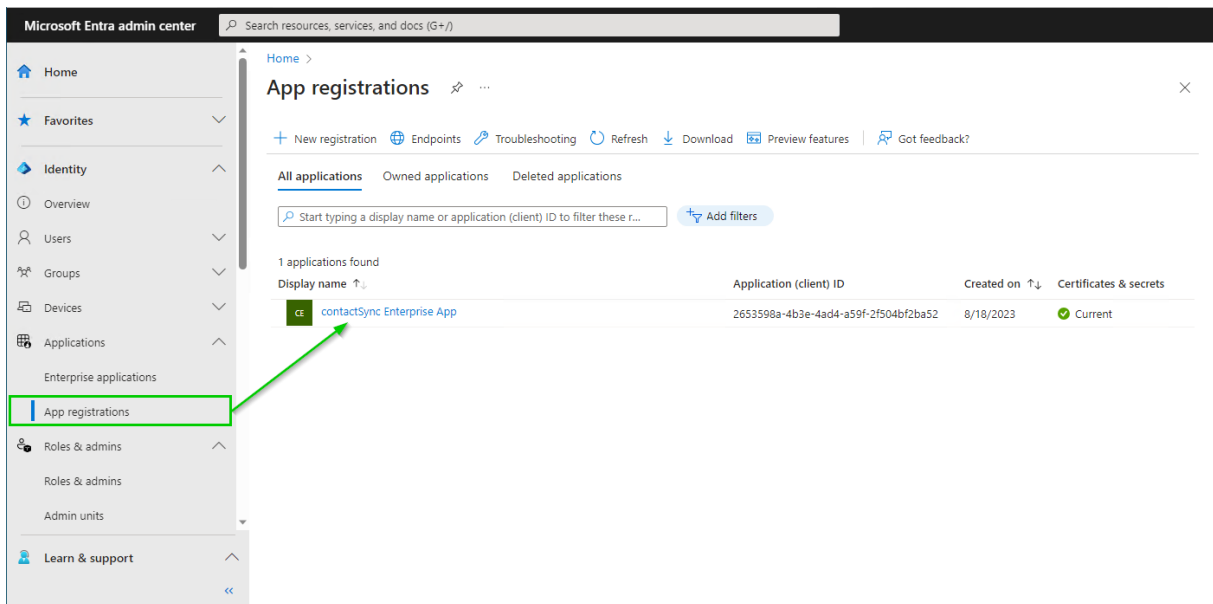 Microsoft Entra admin center
Search resources, services, and docs (G+/)
Home
Favorites
Identity
Overview
Users
Groups
Devices
Applications
Enterprise applications
App registrations
Roles & admins
Roles & admins
Admin units
Learn & support
«
Home >
App registrations ...
New registration Endpoints Troubleshooting Refresh Download Preview features Got feedback?
All applications Owned applications Deleted applications
Start typing a display name or application (client) ID to filter these r...
Add filters
1 applications found
Display name ↑↓ Application (client) ID Created on ↑↓ Certificates & secrets
CE contactSync Enterprise App 2653598a-4b3e-4ad4-a59f-2f504bf2ba52 8/18/2023 Current